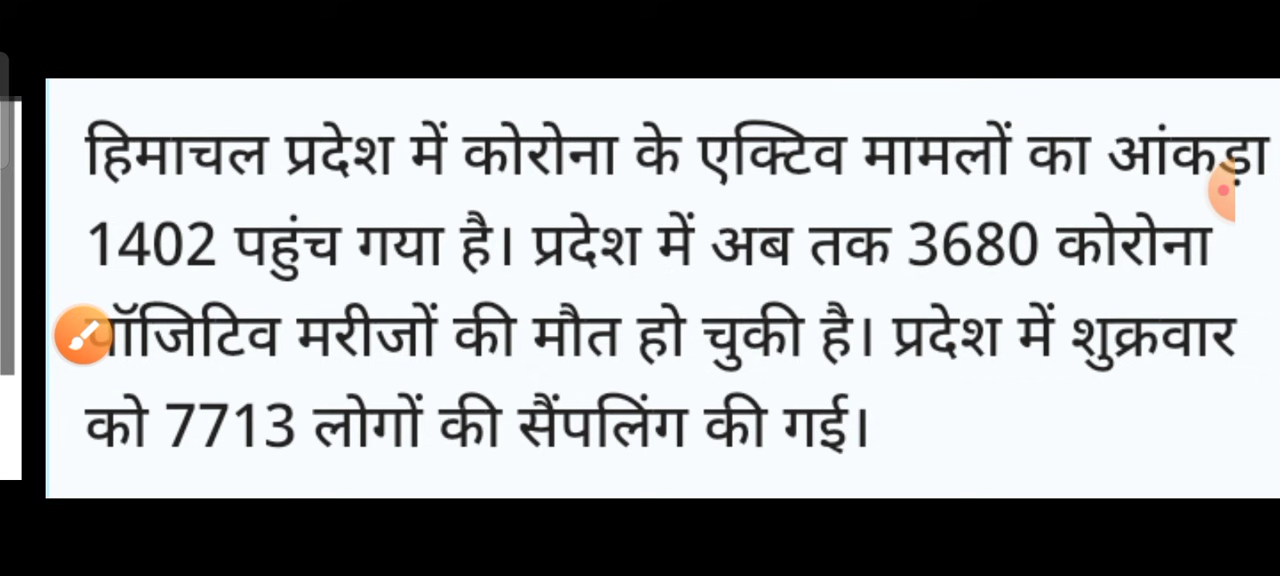 हिमाचल प्रदेश में कोरोना के एक्टिव मामलों का आंकड़ा
1402 पहुंच गया है। प्रदेश में अब तक 3680 कोरोना
पॉजिटिव मरीजों की मौत हो चुकी है। प्रदेश में शुक्रवार
को 7713 लोगों की सैंपलिंग की गई।